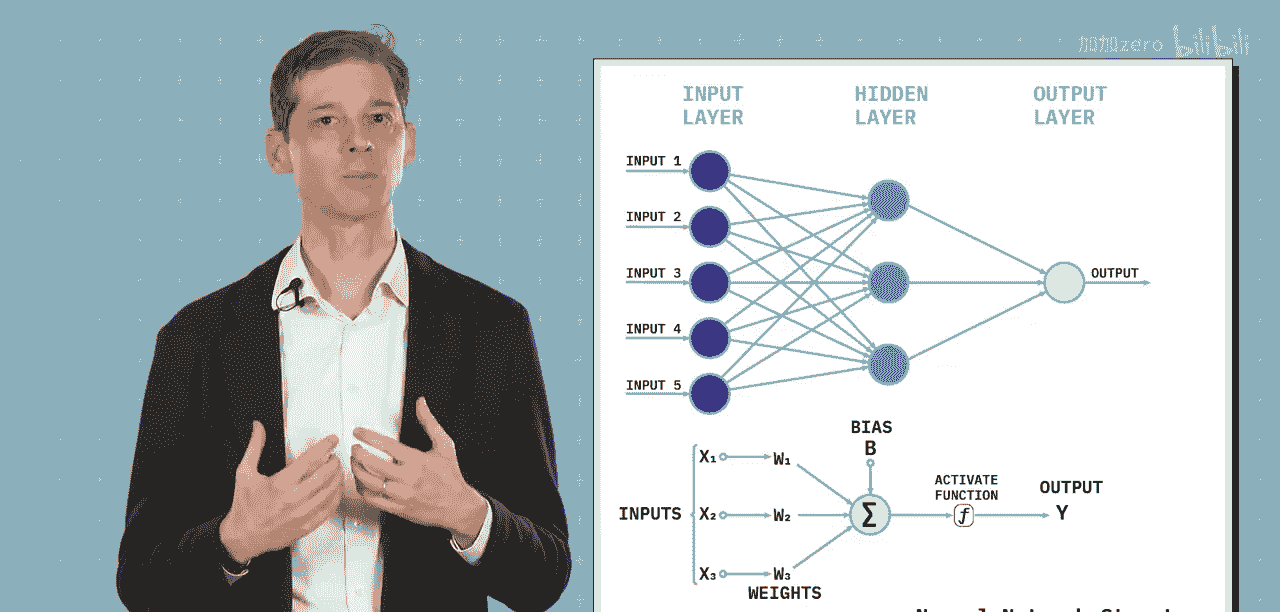 加加zero bilibili
INPUT LAYER
HIDDEN LAYER
OUTPUT LAYER
INPUT 1
INPUT 2
INPUT 3
INPUT 4
INPUT 5
OUTPUT
BIAS
B
X₁ W₁
ACTIVATE
FUNCTION
OUTPUT
INPUTS X₂ W₂ Σ f Y
X₃ W₃
WEIGHTS